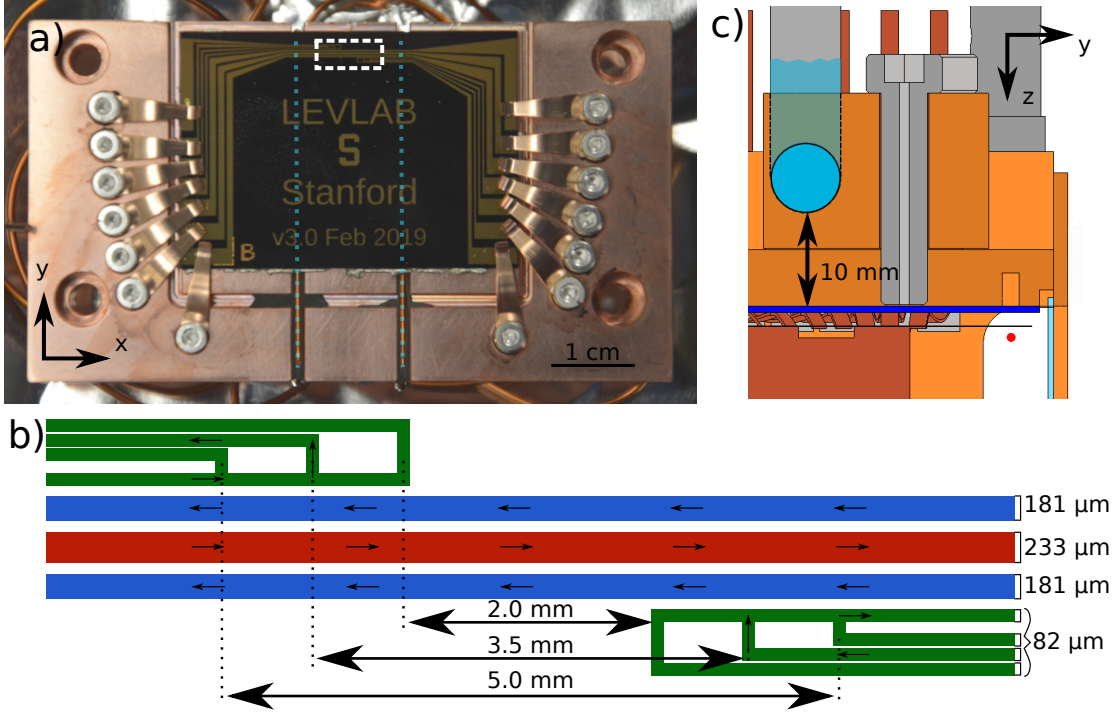 a)
LEVLAB
S
Stanford
v3.0 Feb 2019
B
y
x
1 cm
c)
y
z
10 mm
b)
181 µm
233 µm
181 µm
2.0 mm
82 µm
3.5 mm
5.0 mm